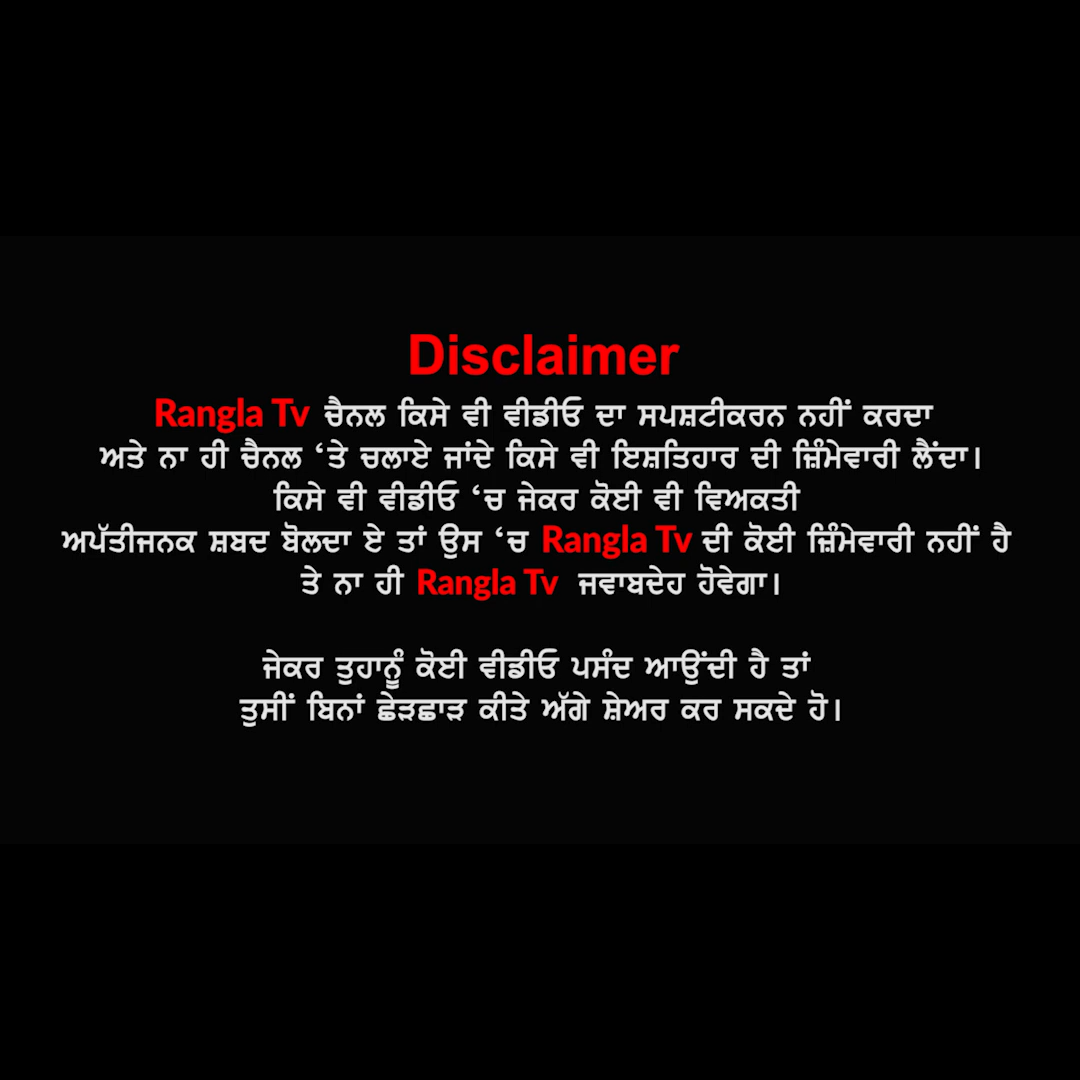 Disclaimer
Rangla Tv ਚੈਨਲ ਕਿਸੇ ਵੀ ਵੀਡੀਓ ਦਾ ਸਪਸ਼ਟੀਕਰਨ ਨਹੀਂ ਕਰਦਾ
ਅਤੇ ਨਾ ਹੀ ਚੈਨਲ ‘ਤੇ ਚਲਾਏ ਜਾਂਦੇ ਕਿਸੇ ਵੀ ਇਸ਼ਤਿਹਾਰ ਦੀ ਜ਼ਿੰਮੇਵਾਰੀ ਲੈਂਦਾ।
ਕਿਸੇ ਵੀ ਵੀਡੀਓ ‘ਚ ਜੇਕਰ ਕੋਈ ਵੀ ਵਿਅਕਤੀ
ਅਪੱਤੀਜਨਕ ਸ਼ਬਦ ਬੋਲਦਾ ਏ ਤਾਂ ਉਸ ‘ਚ Rangla Tv ਦੀ ਕੋਈ ਜ਼ਿੰਮੇਵਾਰੀ ਨਹੀਂ ਹੈ
ਤੇ ਨਾ ਹੀ Rangla Tv ਜਵਾਬਦੇਹ ਹੋਵੇਗਾ।
ਜੇਕਰ ਤੁਹਾਨੂੰ ਕੋਈ ਵੀਡੀਓ ਪਸੰਦ ਆਉਂਦੀ ਹੈ ਤਾਂ
ਤੁਸੀਂ ਬਿਨਾਂ ਛੇੜਛਾੜ ਕੀਤੇ ਅੱਗੇ ਸ਼ੇਅਰ ਕਰ ਸਕਦੇ ਹੋ।